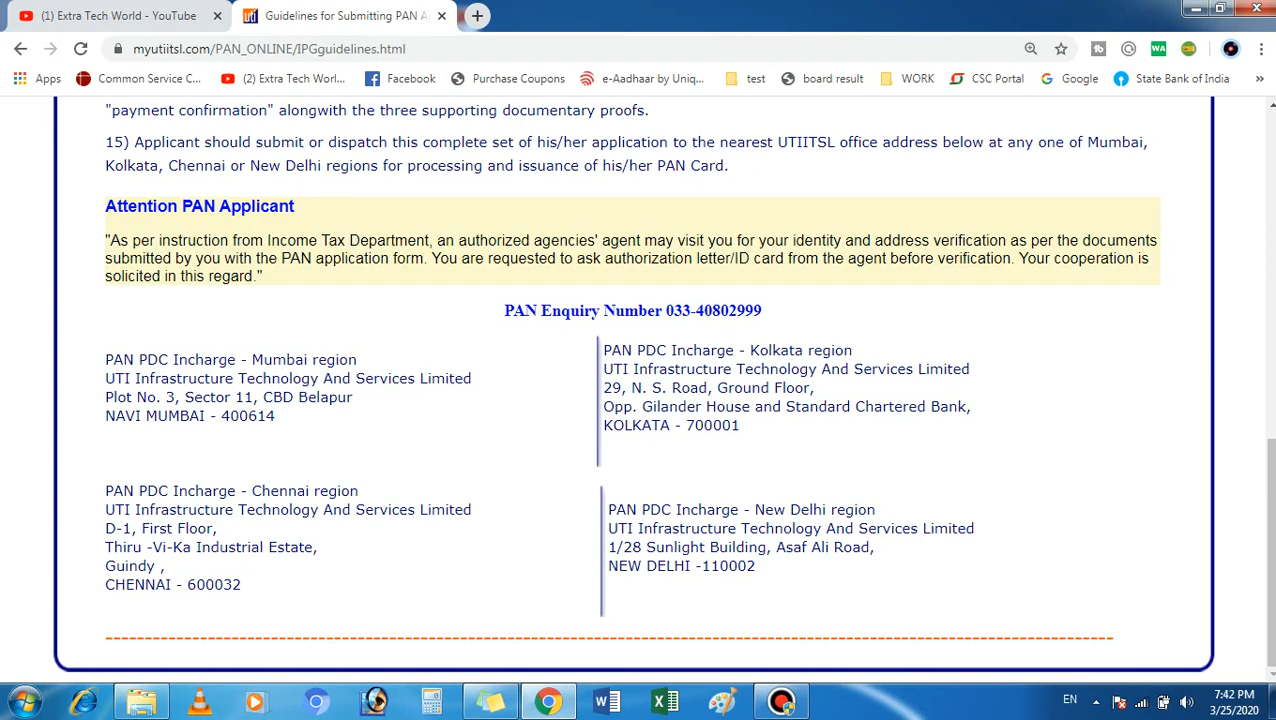 (1) Extra Tech World - YouTube
Guidelines for Submitting PAN A
myutiitsl.com/PAN_ONLINE/IPGguidelines.html
Apps
Common Service C...
(2) Extra Tech Worl...
Facebook
Purchase Coupons
e-Aadhaar by Uniq...
test
board result
WORK
CSC Portal
Google
State Bank of India
»
"payment confirmation" alongwith the three supporting documentary proofs.
15) Applicant should submit or dispatch this complete set of his/her application to the nearest UTIITSL office address below at any one of Mumbai,
Kolkata, Chennai or New Delhi regions for processing and issuance of his/her PAN Card.
Attention PAN Applicant
"As per instruction from Income Tax Department, an authorized agencies' agent may visit you for your identity and address verification as per the documents
submitted by you with the PAN application form. You are requested to ask authorization letter/ID card from the agent before verification. Your cooperation is
solicited in this regard."
PAN Enquiry Number 033-40802999
PAN PDC Incharge - Mumbai region
UTI Infrastructure Technology And Services Limited
Plot No. 3, Sector 11, CBD Belapur
NAVI MUMBAI - 400614
PAN PDC Incharge - Kolkata region
UTI Infrastructure Technology And Services Limited
29, N. S. Road, Ground Floor,
Opp. Gilander House and Standard Chartered Bank,
KOLKATA - 700001
PAN PDC Incharge - Chennai region
UTI Infrastructure Technology And Services Limited
D-1, First Floor,
Thiru -Vi-Ka Industrial Estate,
Guindy ,
CHENNAI - 600032
PAN PDC Incharge - New Delhi region
UTI Infrastructure Technology And Services Limited
1/28 Sunlight Building, Asaf Ali Road,
NEW DELHI -110002
EN
7:42 PM
3/25/2020